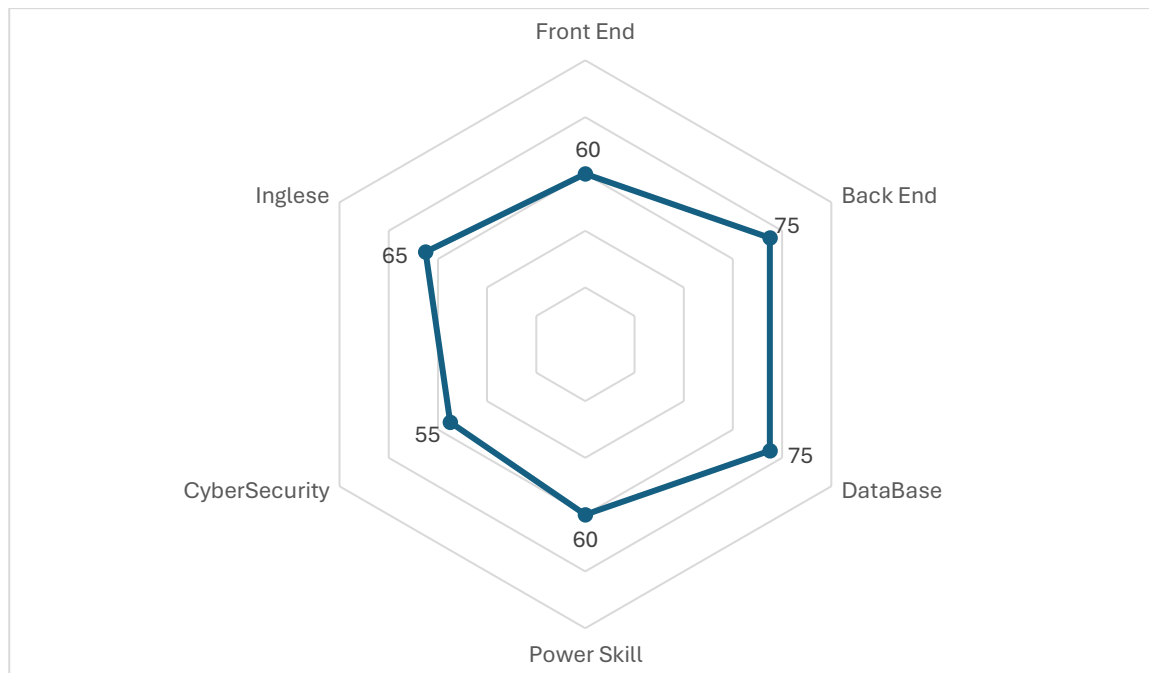 Front End
60
Inglese
Back End
75
65
55
CyberSecurity
75
DataBase
60
Power Skill